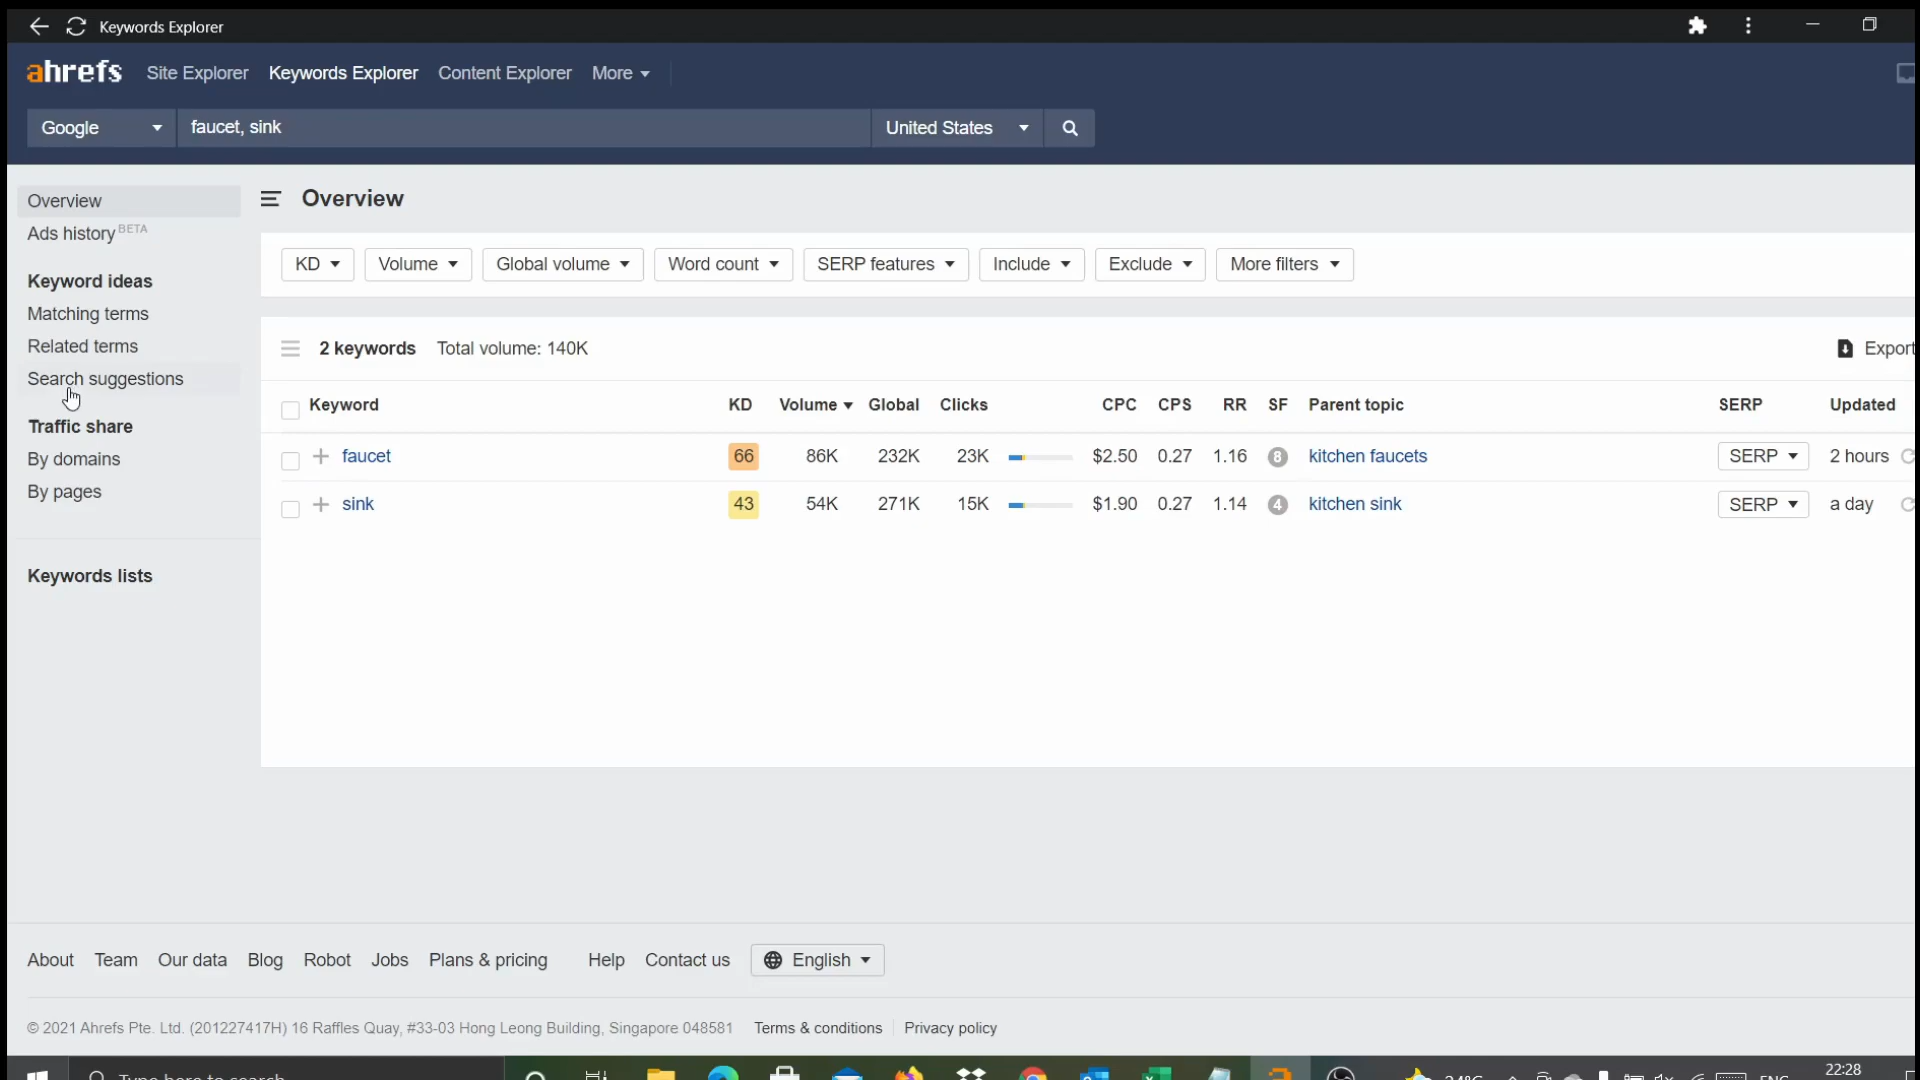 Keywords Explorer
ahrefs Site Explorer Keywords Explorer Content Explorer More
Google faucet, sink United States
Overview
Ads history BETA
Keyword ideas
Matching terms
Related terms
Search suggestions
Traffic share
By domains
By pages
Keywords lists
Overview
KD Volume Global volume Word count SERP features Include Exclude More filters
2 keywords Total volume: 140K Export
Keyword KD Volume Global Clicks CPC CPS RR SF Parent topic SERP Updated
faucet 66 86K 232K 23K $2.50 0.27 1.16 8 kitchen faucets SERP 2 hours
sink 43 54K 271K 15K $1.90 0.27 1.14 4 kitchen sink SERP a day
About Team Our data Blog Robot Jobs Plans & pricing Help Contact us English
© 2021 Ahrefs Pte. Ltd. (201227417H) 16 Raffles Quay, #33-03 Hong Leong Building, Singapore 048581 Terms & conditions Privacy policy
Type here to search 24°C ENG 22:28